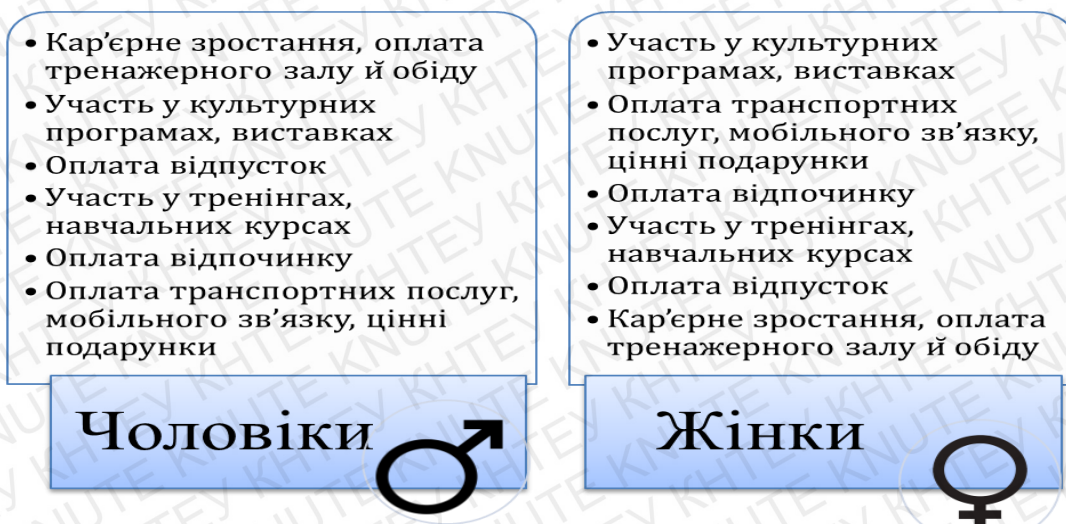 • Кар’єрне зростання, оплата
тренажерного залу й обіду
• Участь у культурних
програмах, виставках
• Оплата відпусток
• Участь у тренінгах,
навчальних курсах
• Оплата відпочинку
• Оплата транспортних послуг,
мобільного зв’язку, цінні
подарунки
Чоловіки
• Участь у культурних
програмах, виставках
• Оплата транспортних
послуг, мобільного зв’язку,
цінні подарунки
• Оплата відпочинку
• Участь у тренінгах,
навчальних курсах
• Оплата відпусток
• Кар’єрне зростання, оплата
тренажерного залу й обіду
Жінки